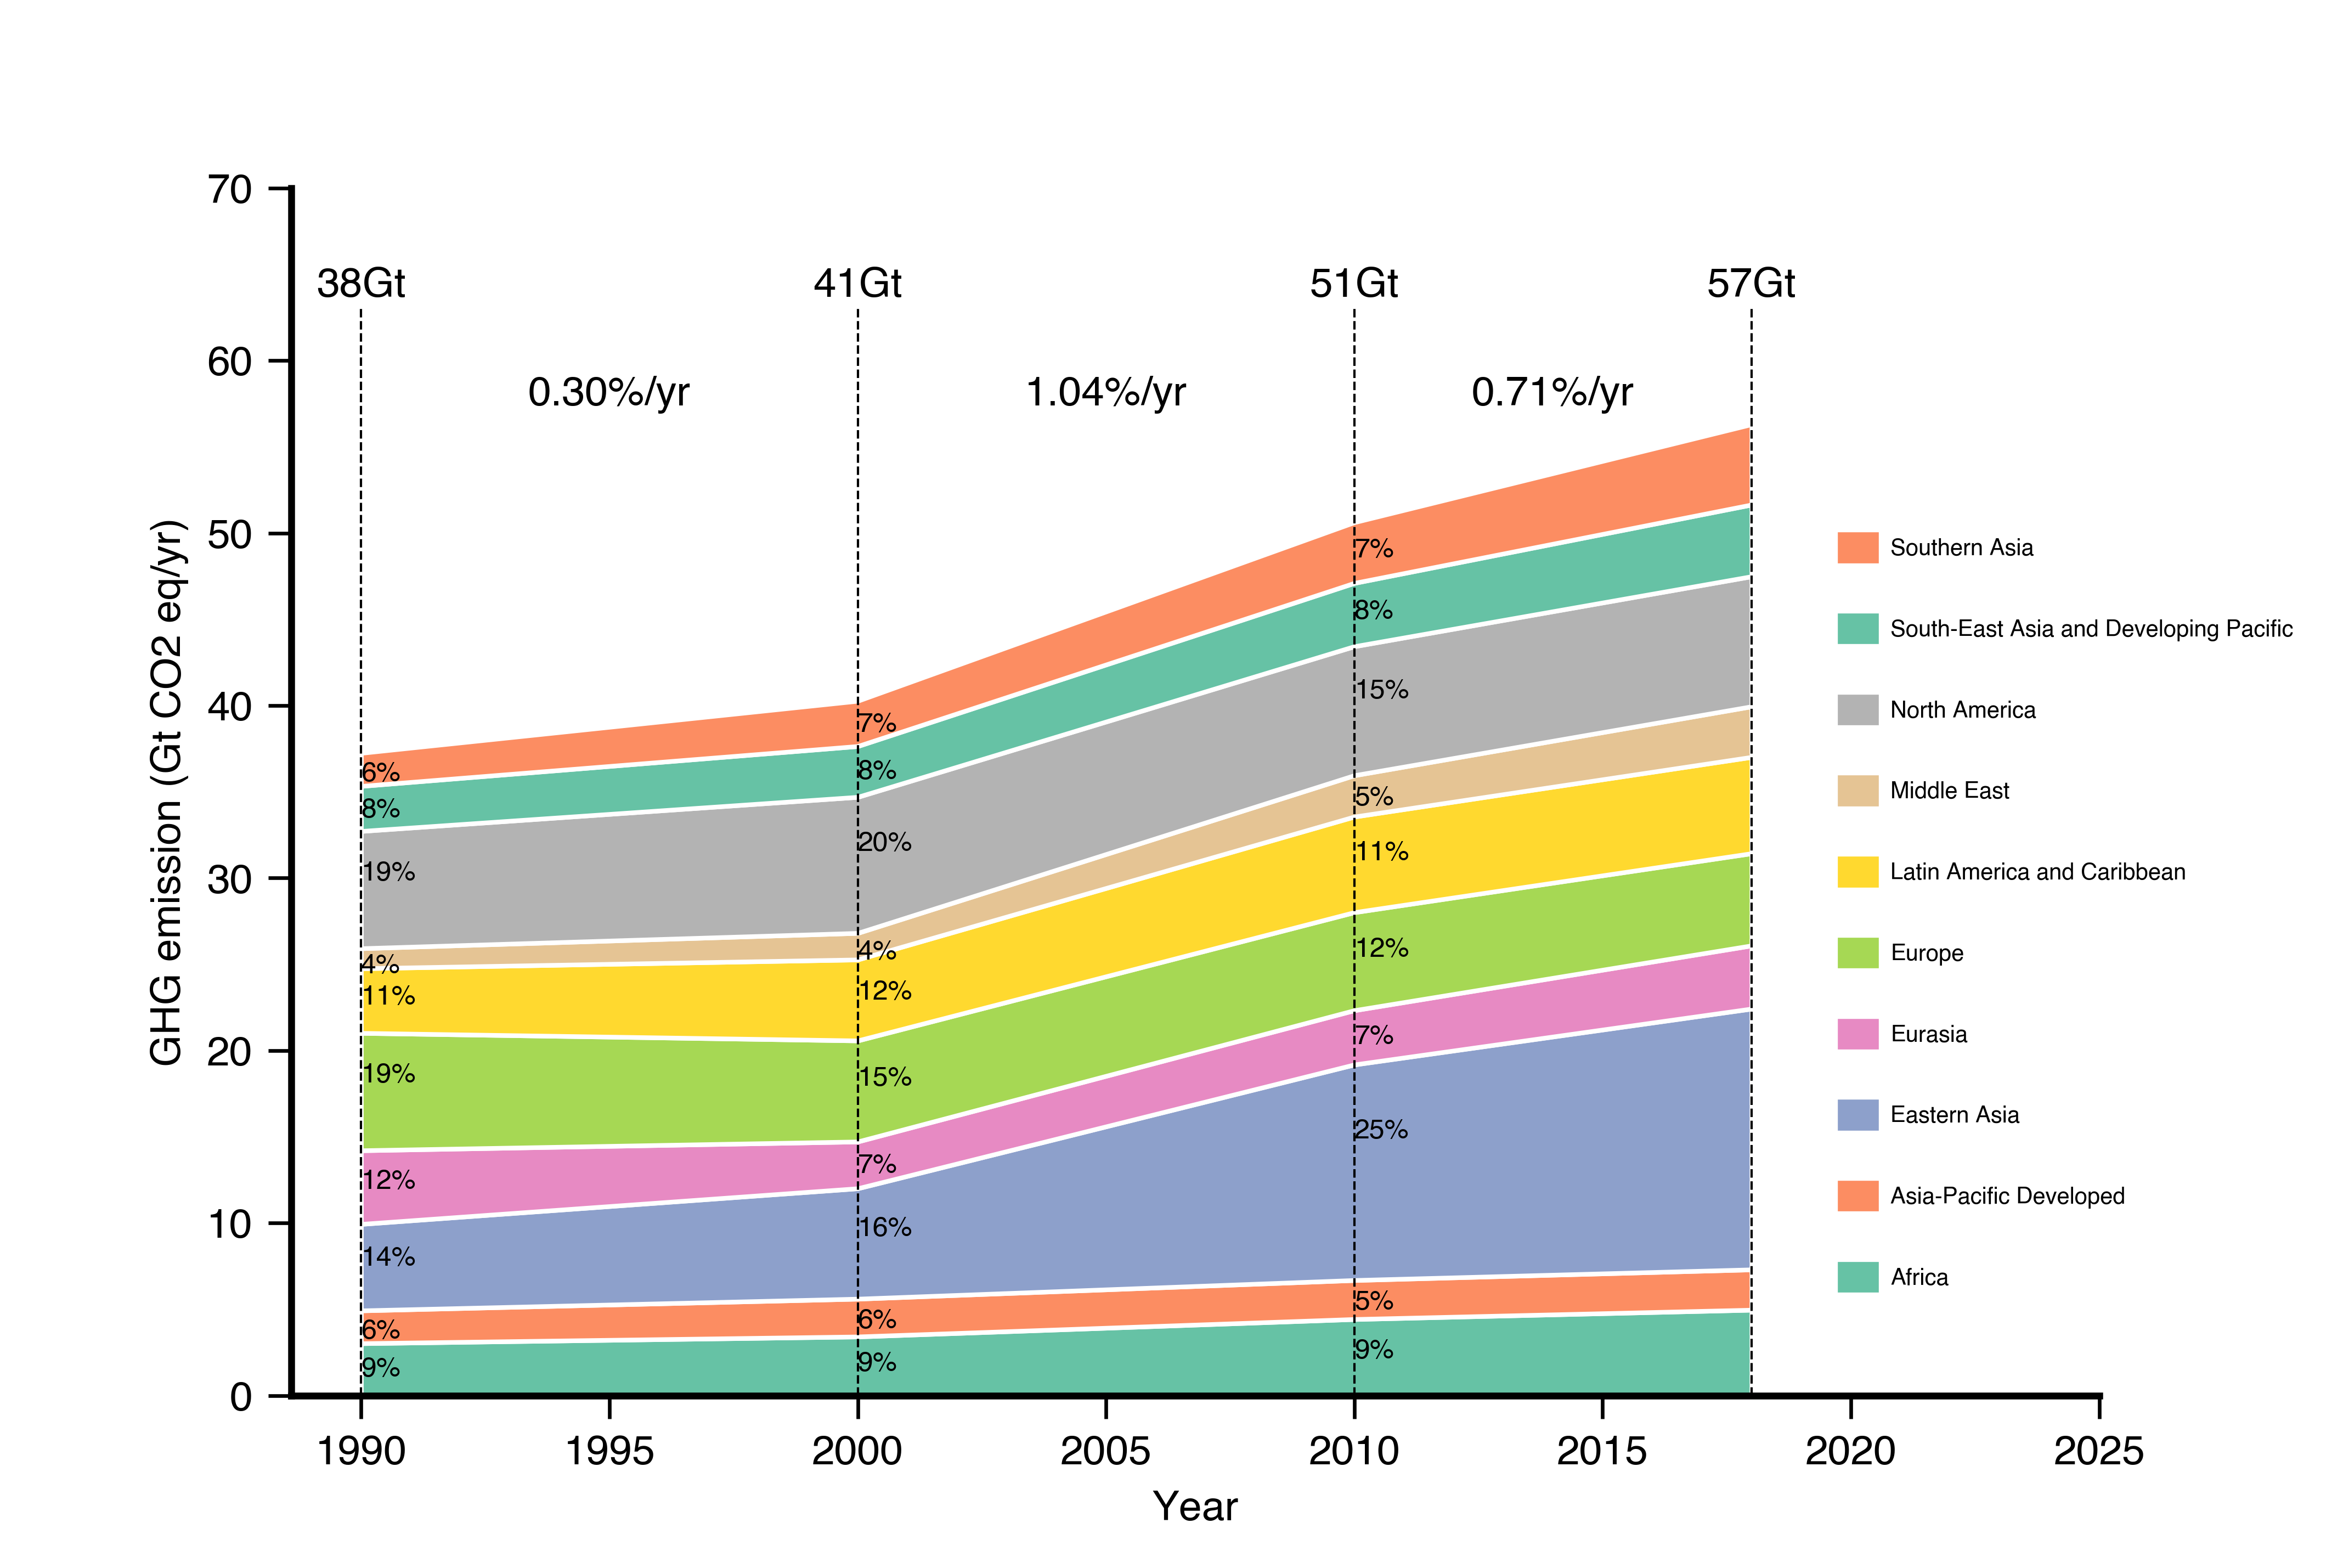 70
60
50
40
30
20
10
0
GHG emission (Gt CO2 eq/yr)
38Gt
41Gt
51Gt
57Gt
0.30%/yr
1.04%/yr
0.71%/yr
6%
8%
19%
4%
11%
19%
12%
14%
6%
9%
7%
8%
20%
4%
12%
15%
7%
16%
6%
9%
7%
8%
15%
5%
11%
12%
7%
25%
5%
9%
Southern Asia
South-East Asia and Developing Pacific
North America
Middle East
Latin America and Caribbean
Europe
Eurasia
Eastern Asia
Asia-Pacific Developed
Africa
1990
1995
2000
2005
2010
2015
2020
2025
Year